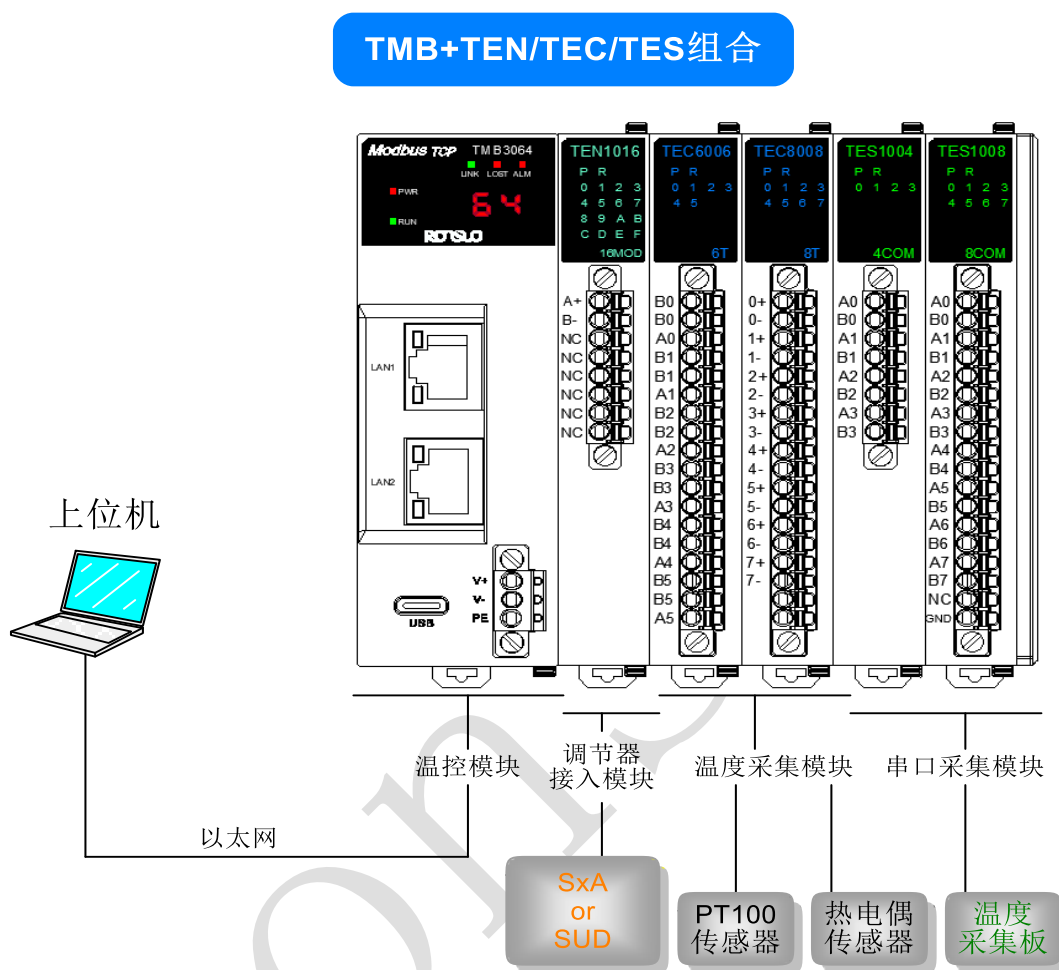 TMB+TEN/TEC/TES组合
Modbus TCP TMB3064
LINK LOST ALM
PWR
64
RUN
RONSLO
LAN1
LAN2
V+
V-
PE
USB
TEN1016
P R
0 1 2 3
4 5 6 7
8 9 A B
C D E F
16MOD
A+
B-
NC
NC
NC
NC
NC
NC
TEC6006
P R
0 1 2 3
4 5
6T
B0
B0
A0
B1
B1
A1
B2
B2
A2
B3
B3
A3
B4
B4
A4
B5
B5
A5
TEC8008
P R
0 1 2 3
4 5 6 7
8T
0+
0-
1+
1-
2+
2-
3+
3-
4+
4-
5+
5-
6+
6-
7+
7-
TES1004
P R
0 1 2 3
4COM
A0
B0
A1
B1
A2
B2
A3
B3
TES1008
P R
0 1 2 3
4 5 6 7
8COM
A0
B0
A1
B1
A2
B2
A3
B3
A4
B4
A5
B5
A6
B6
A7
B7
NC
GND
上位机
以太网
温控模块
调节器
接入模块
温度采集模块
串口采集模块
SxA
or
SUD
PT100
传感器
热电偶
传感器
温度
采集板